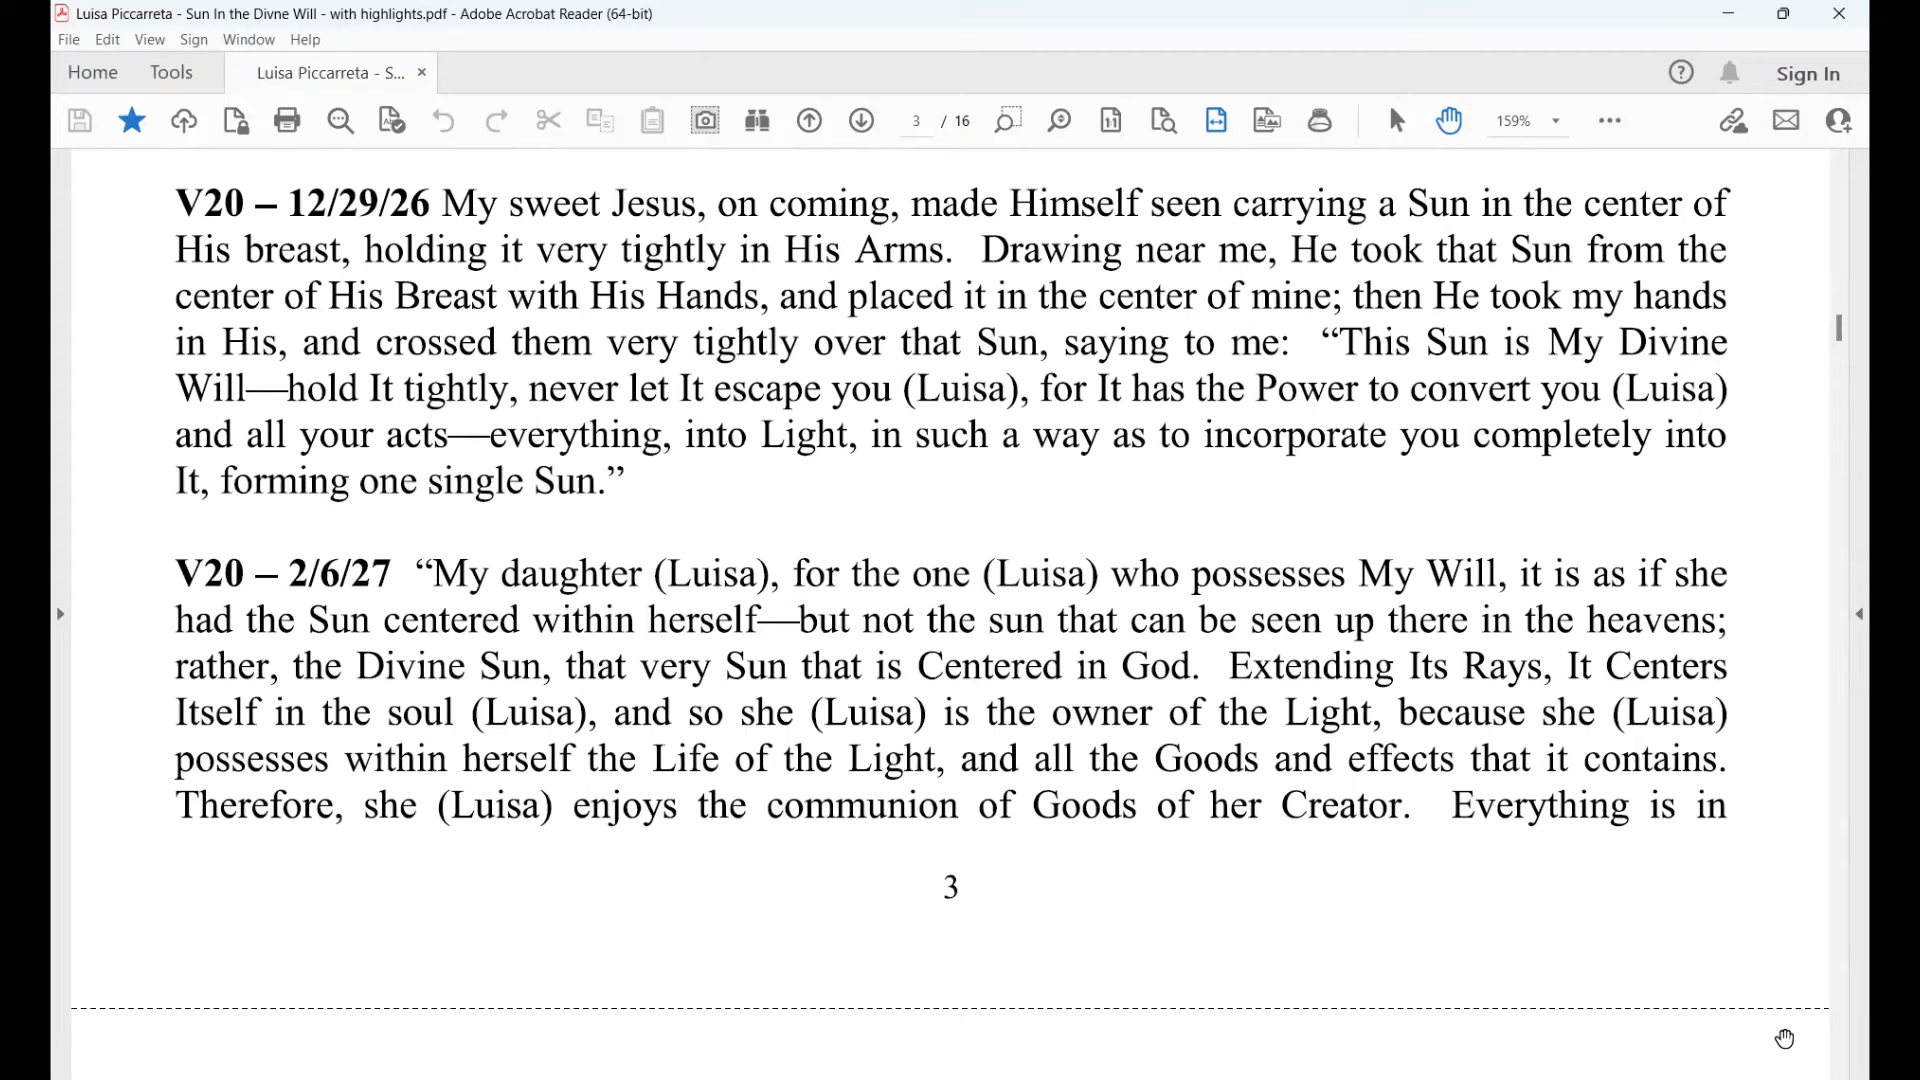 Luisa Piccarreta - Sun In the Divne Will - with highlights.pdf - Adobe Acrobat Reader (64-bit)
File Edit View Sign Window Help
Home Tools Luisa Piccarreta - S... × Sign In
3 / 16 159%
V20 – 12/29/26 My sweet Jesus, on coming, made Himself seen carrying a Sun in the center of
His breast, holding it very tightly in His Arms. Drawing near me, He took that Sun from the
center of His Breast with His Hands, and placed it in the center of mine; then He took my hands
in His, and crossed them very tightly over that Sun, saying to me: “This Sun is My Divine
Will—hold It tightly, never let It escape you (Luisa), for It has the Power to convert you (Luisa)
and all your acts—everything, into Light, in such a way as to incorporate you completely into
It, forming one single Sun.”
V20 – 2/6/27 “My daughter (Luisa), for the one (Luisa) who possesses My Will, it is as if she
had the Sun centered within herself—but not the sun that can be seen up there in the heavens;
rather, the Divine Sun, that very Sun that is Centered in God. Extending Its Rays, It Centers
Itself in the soul (Luisa), and so she (Luisa) is the owner of the Light, because she (Luisa)
possesses within herself the Life of the Light, and all the Goods and effects that it contains.
Therefore, she (Luisa) enjoys the communion of Goods of her Creator. Everything is in
3